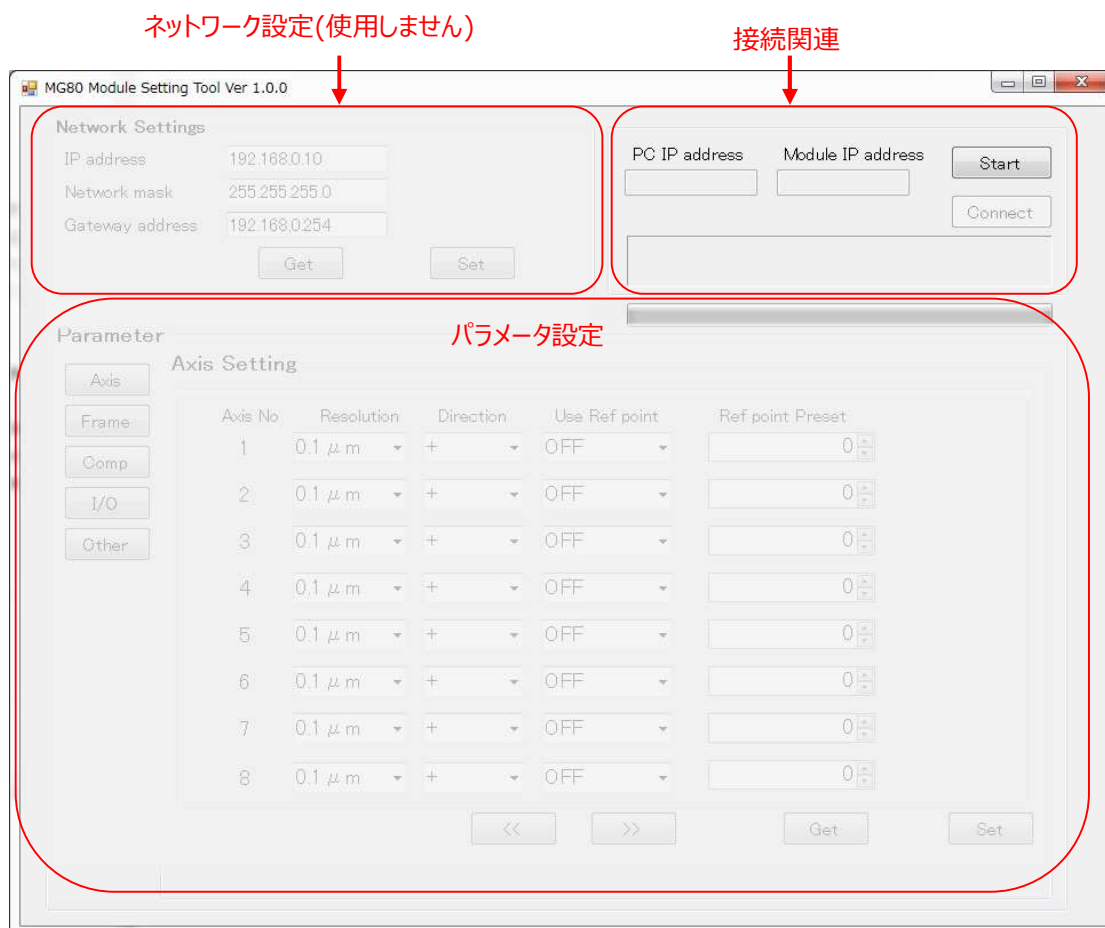 ネットワーク設定(使用しません)
接続関連
MG80 Module Setting Tool Ver 1.0.0
Network Settings
IP address 192.168.0.10
Network mask 255.255.255.0
Gateway address 192.168.0.254
Get Set
PC IP address Module IP address Start
Connect
パラメータ設定
Parameter
Axis Setting
Axis
Frame
Comp
I/O
Other
Axis No Resolution Direction Use Ref point Ref point Preset
1 0.1 μm + OFF 0
2 0.1 μm + OFF 0
3 0.1 μm + OFF 0
4 0.1 μm + OFF 0
5 0.1 μm + OFF 0
6 0.1 μm + OFF 0
7 0.1 μm + OFF 0
8 0.1 μm + OFF 0
<< >> Get Set